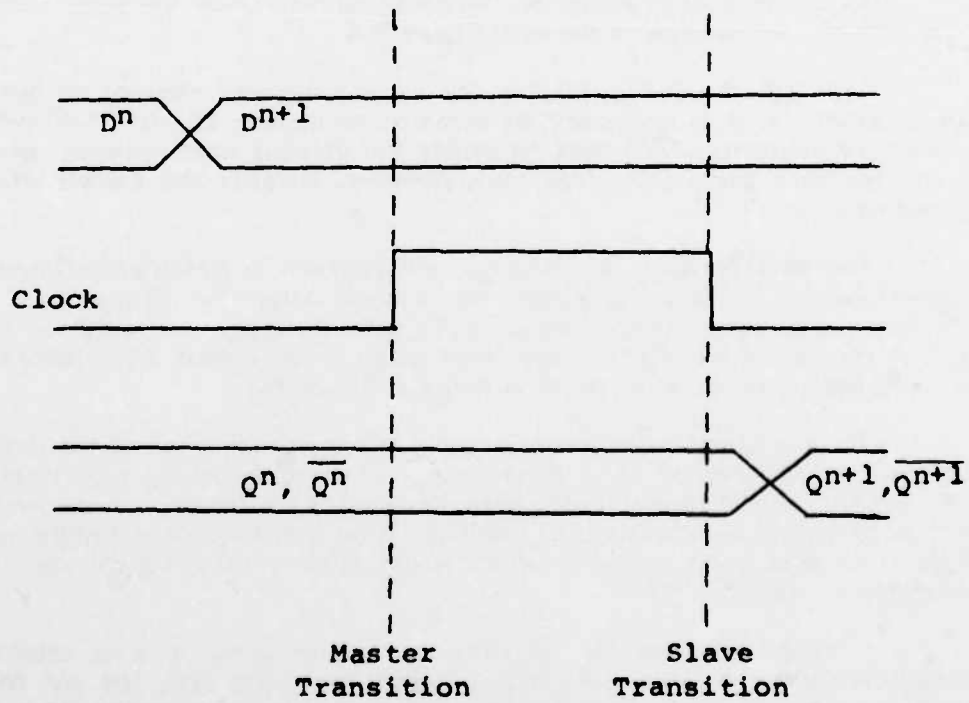 Dⁿ Dⁿ⁺¹
Clock
Qⁿ, Q̅ⁿ̅ Qⁿ⁺¹,Q̅ⁿ̅⁺̅¹̅
Master Slave
Transition Transition